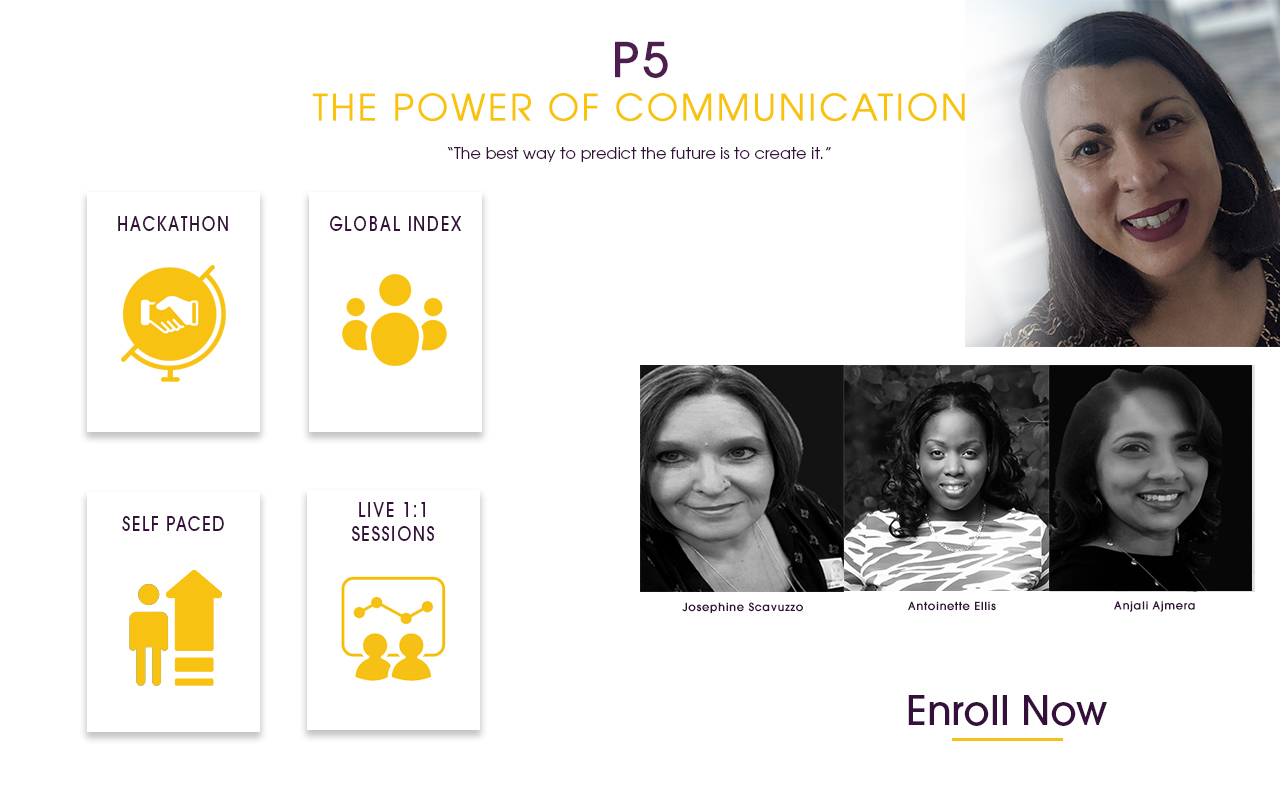 P5
THE POWER OF COMMUNICATION
“The best way to predict the future is to create it.”
HACKATHON
GLOBAL INDEX
SELF PACED
LIVE 1:1
SESSIONS
Josephine Scavuzzo
Antoinette Ellis
Anjali Ajmera
Enroll Now